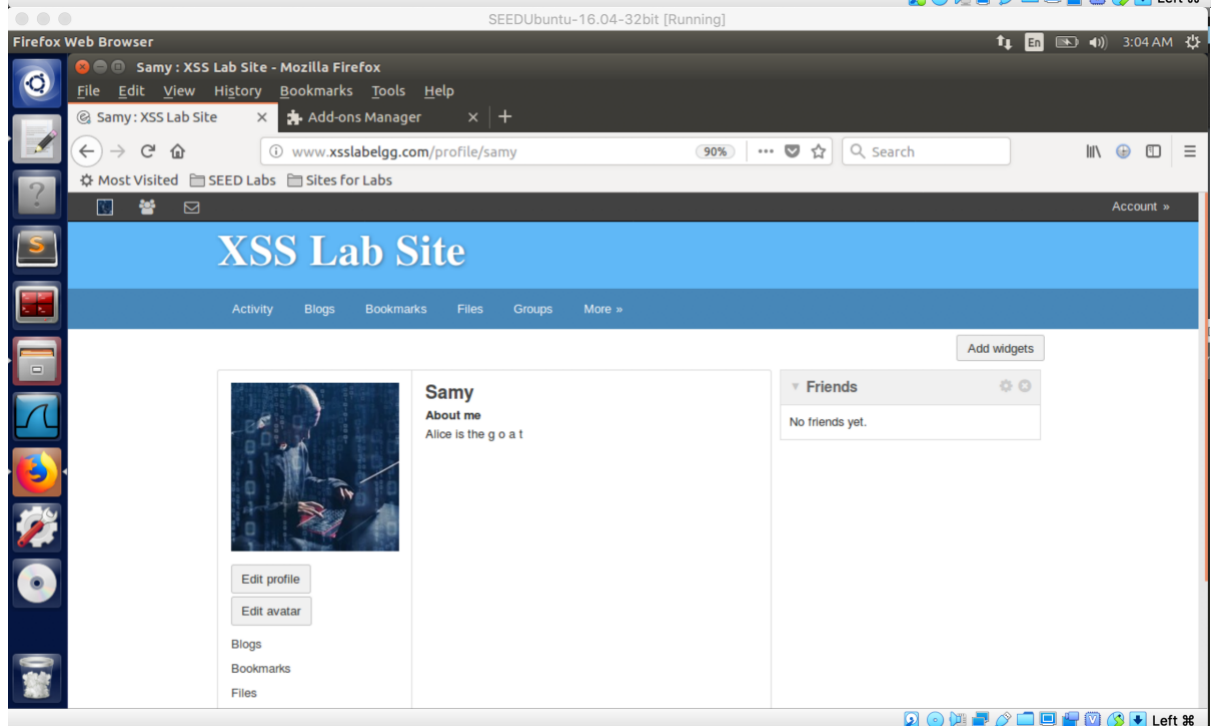 Left ⌘
SEEDUbuntu-16.04-32bit [Running]
Firefox Web Browser
En
3:04 AM
Samy : XSS Lab Site - Mozilla Firefox
File Edit View History Bookmarks Tools Help
Samy : XSS Lab Site
Add-ons Manager
www.xsslabelgg.com/profile/samy
90%
Search
Most Visited SEED Labs Sites for Labs
Account »
XSS Lab Site
Activity Blogs Bookmarks Files Groups More »
Add widgets
Samy
About me
Alice is the g o a t
Friends
No friends yet.
Edit profile
Edit avatar
Blogs
Bookmarks
Files
Left ⌘